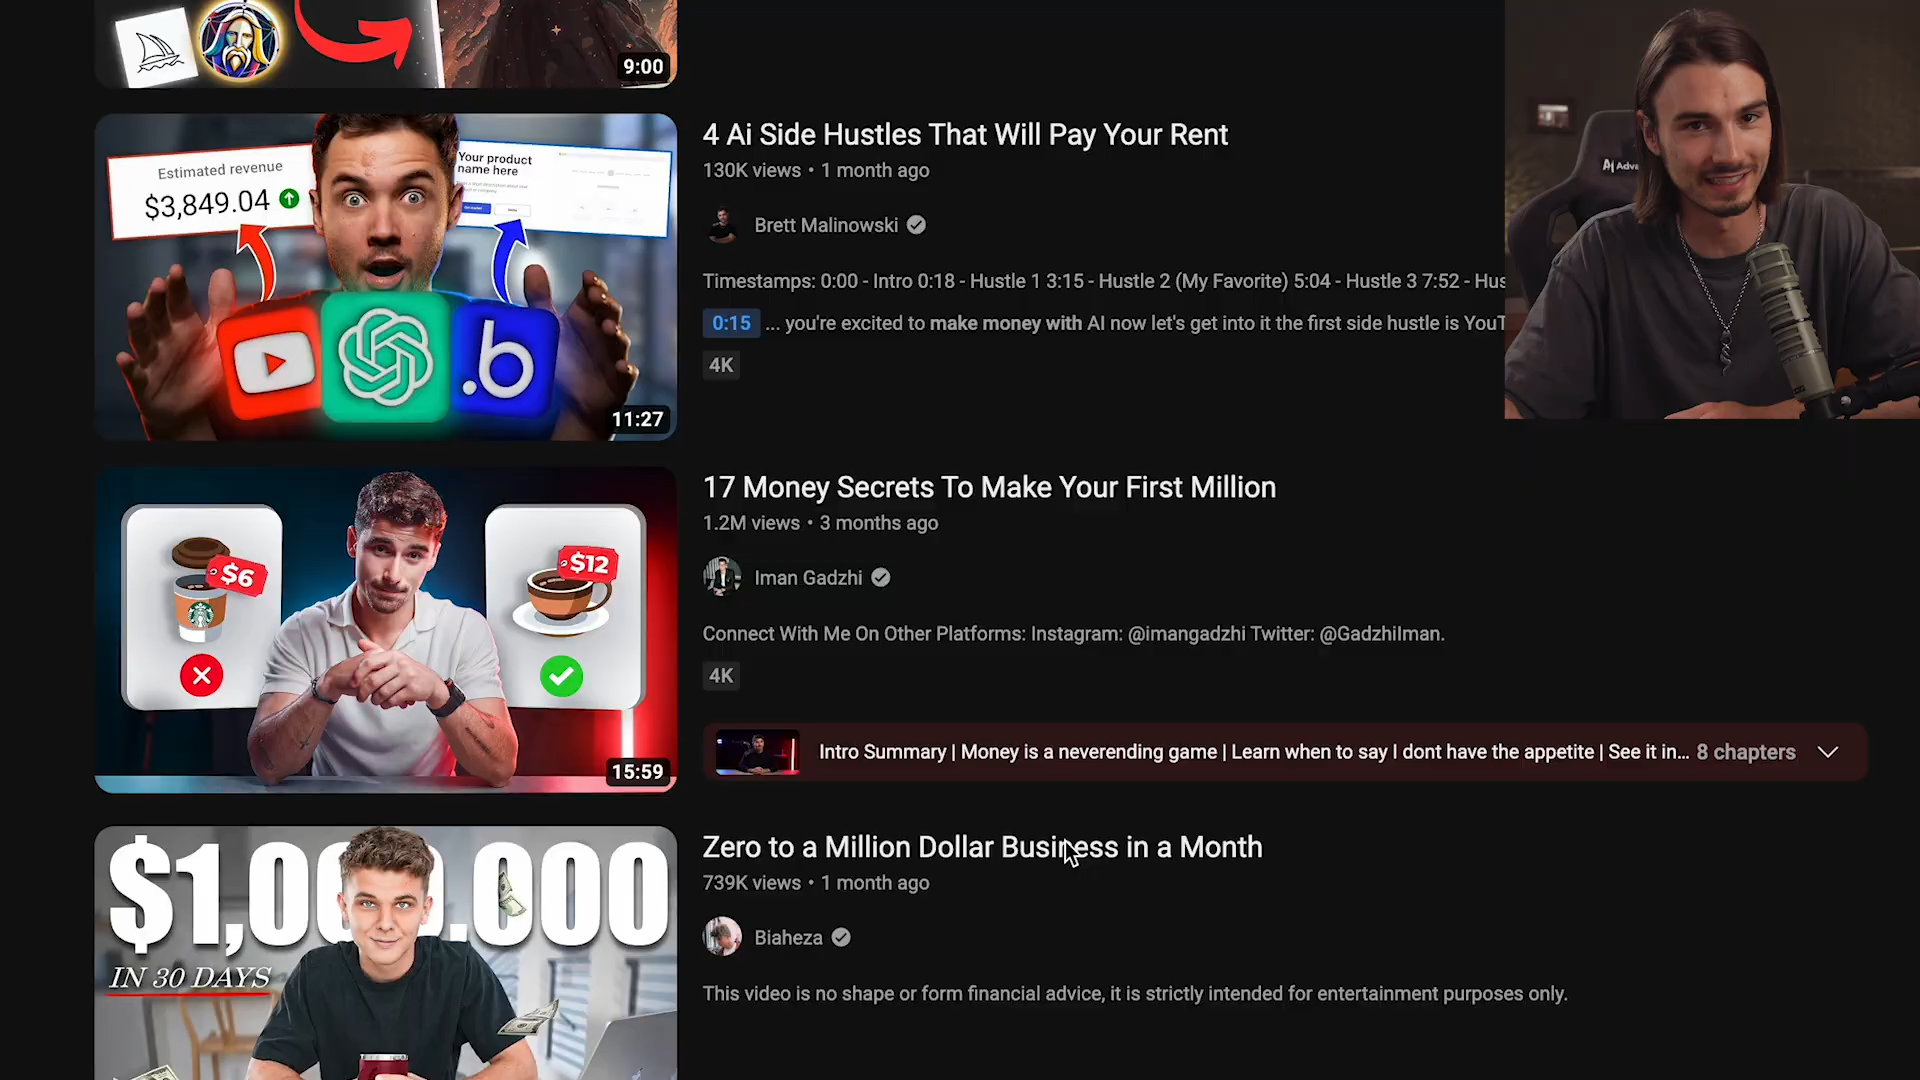 9:00
Estimated revenue
$3,849.04
Your product
name here
.b
11:27
4 Ai Side Hustles That Will Pay Your Rent
130K views • 1 month ago
Brett Malinowski
Timestamps: 0:00 - Intro 0:18 - Hustle 1 3:15 - Hustle 2 (My Favorite) 5:04 - Hustle 3 7:52 - Hus
0:15 ... you're excited to make money with AI now let's get into it the first side hustle is YouT
4K
Adva
$6
$12
15:59
17 Money Secrets To Make Your First Million
1.2M views • 3 months ago
Iman Gadzhi
Connect With Me On Other Platforms: Instagram: @imangadzhi Twitter: @GadzhiIman.
4K
Intro Summary | Money is a neverending game | Learn when to say I dont have the appetite | See it in... 8 chapters
$1,000.000
IN 30 DAYS
Zero to a Million Dollar Business in a Month
739K views • 1 month ago
Biaheza
This video is no shape or form financial advice, it is strictly intended for entertainment purposes only.